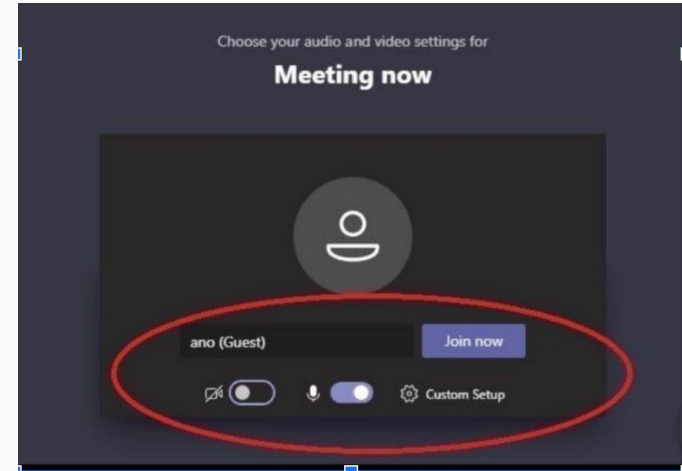 Choose your audio and video settings for
Meeting now
ano (Guest)
Join now
Custom Setup